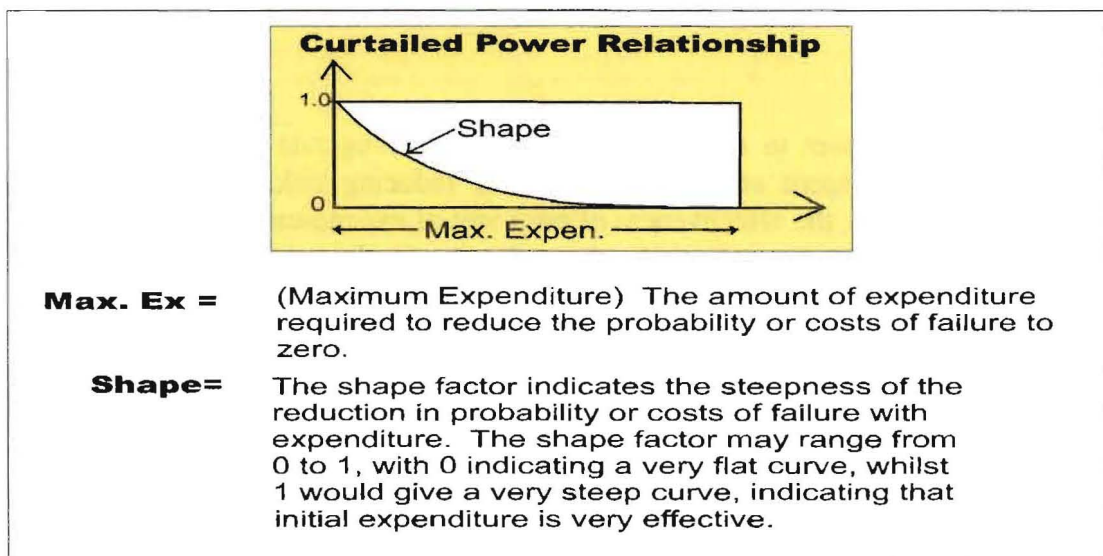 Curtailed Power Relationship
1.0
Shape
0
Max. Expen.
Max. Ex = (Maximum Expenditure) The amount of expenditure
required to reduce the probability or costs of failure to
zero.
Shape= The shape factor indicates the steepness of the
reduction in probability or costs of failure with
expenditure. The shape factor may range from
0 to 1, with 0 indicating a very flat curve, whilst
1 would give a very steep curve, indicating that
initial expenditure is very effective.